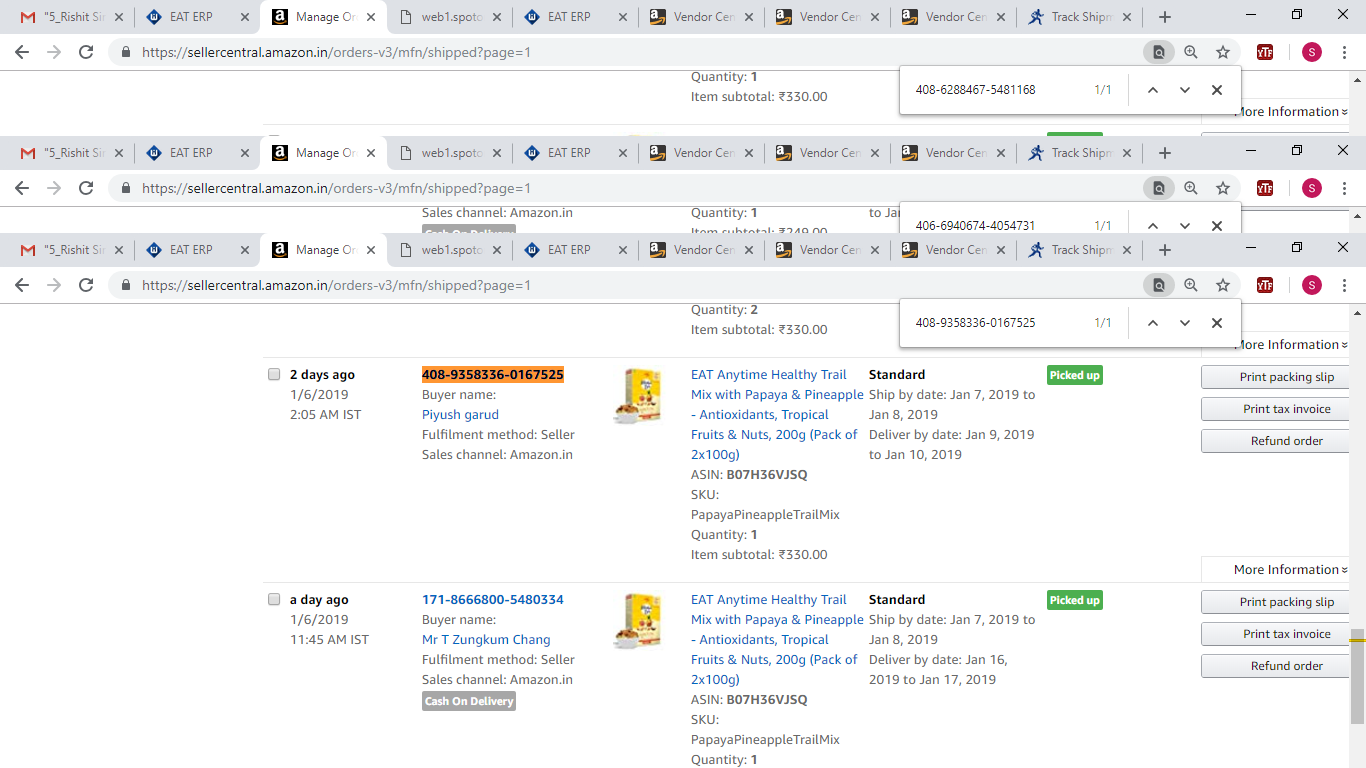 "5_Rishit Si
EAT ERP
Manage Or
web1.spoto
EAT ERP
Vendor Cen
Vendor Cen
Vendor Cen
Track Shipm
https://sellercentral.amazon.in/orders-v3/mfn/shipped?page=1
YTF
S
408-6288467-5481168 1/1
Quantity: 1
Item subtotal: ₹330.00
More Information
"5_Rishit Sin
EAT ERP
Manage Or
web1.spoto
EAT ERP
Vendor Cen
Vendor Cen
Vendor Cen
Track Shipm
https://sellercentral.amazon.in/orders-v3/mfn/shipped?page=1
YTF
S
Sales channel: Amazon.in
Cash On Delivery
Quantity: 1
Item subtotal: ₹249.00
to Jan
406-6940674-4054731 1/1
"5_Rishit Sin
EAT ERP
Manage Or
web1.spoto
EAT ERP
Vendor Cen
Vendor Cen
Vendor Cen
Track Shipm
https://sellercentral.amazon.in/orders-v3/mfn/shipped?page=1
YTF
S
408-9358336-0167525 1/1
Quantity: 2
Item subtotal: ₹330.00
More Information
2 days ago
1/6/2019
2:05 AM IST
408-9358336-0167525
Buyer name:
Piyush garud
Fulfilment method: Seller
Sales channel: Amazon.in
EAT Anytime Healthy Trail
Mix with Papaya & Pineapple
- Antioxidants, Tropical
Fruits & Nuts, 200g (Pack of
2x100g)
ASIN: B07H36VJSQ
SKU:
PapayaPineappleTrailMix
Quantity: 1
Item subtotal: ₹330.00
Standard
Ship by date: Jan 7, 2019 to
Jan 8, 2019
Deliver by date: Jan 9, 2019
to Jan 10, 2019
Picked up
Print packing slip
Print tax invoice
Refund order
More Information
a day ago
1/6/2019
11:45 AM IST
171-8666800-5480334
Buyer name:
Mr T Zungkum Chang
Fulfilment method: Seller
Sales channel: Amazon.in
Cash On Delivery
EAT Anytime Healthy Trail
Mix with Papaya & Pineapple
- Antioxidants, Tropical
Fruits & Nuts, 200g (Pack of
2x100g)
ASIN: B07H36VJSQ
SKU:
PapayaPineappleTrailMix
Quantity: 1
Standard
Ship by date: Jan 7, 2019 to
Jan 8, 2019
Deliver by date: Jan 16,
2019 to Jan 17, 2019
Picked up
Print packing slip
Print tax invoice
Refund order